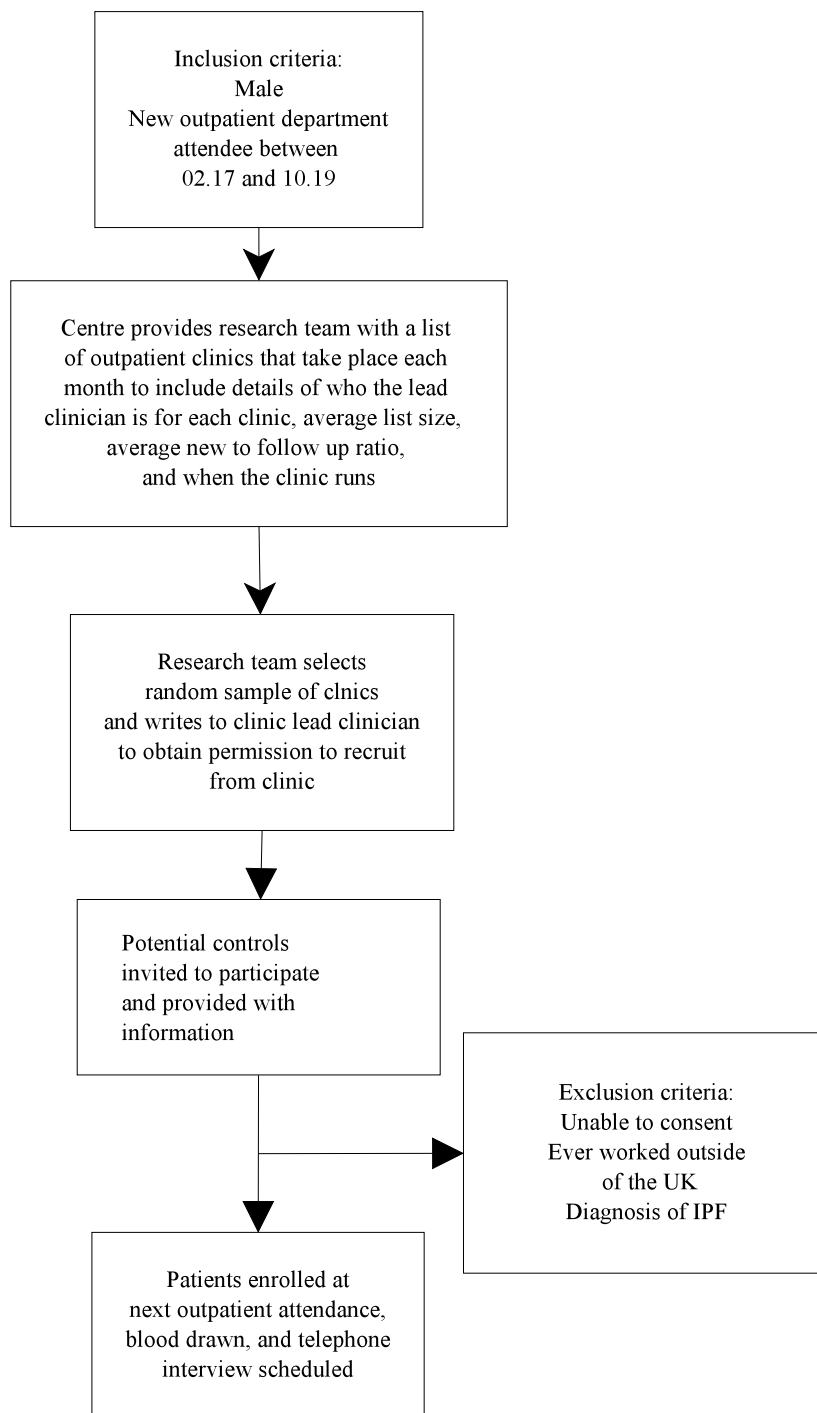 Inclusion criteria:
Male
New outpatient department
attendee between
02.17 and 10.19
Centre provides research team with a list
of outpatient clinics that take place each
month to include details of who the lead
clinician is for each clinic, average list size,
average new to follow up ratio,
and when the clinic runs
Research team selects
random sample of clnics
and writes to clinic lead clinician
to obtain permission to recruit
from clinic
Potential controls
invited to participate
and provided with
information
Exclusion criteria:
Unable to consent
Ever worked outside
of the UK
Diagnosis of IPF
Patients enrolled at
next outpatient attendance,
blood drawn, and telephone
interview scheduled